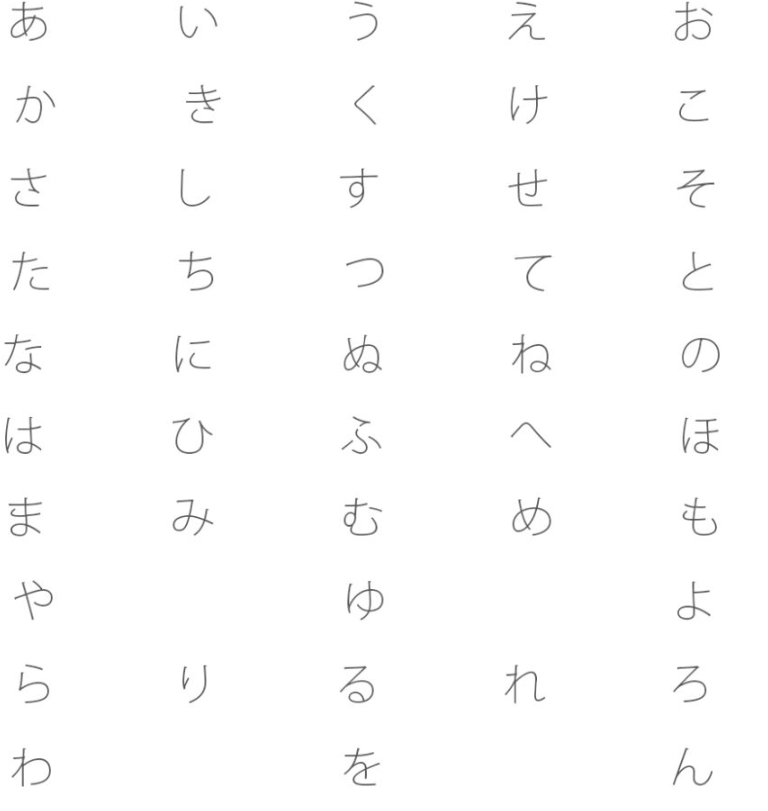 あ い う え お
か き く け こ
さ し す せ そ
た ち つ て と
な に ぬ ね の
は ひ ふ へ ほ
ま み む め も
や ゆ よ
ら り る れ ろ
わ を ん